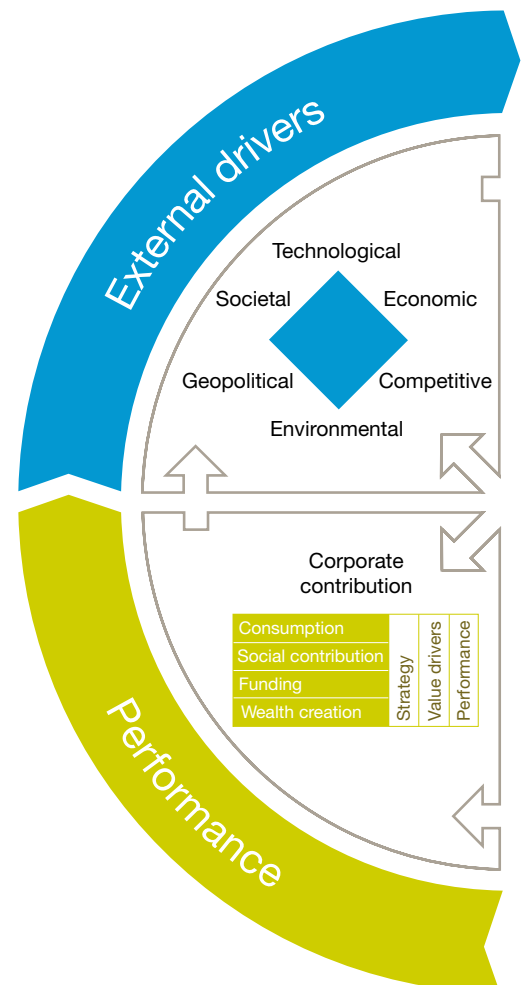 External drivers
Technological
Societal
Economic
Geopolitical
Competitive
Environmental
Corporate
contribution
Consumption
Social contribution
Funding
Wealth creation
Strategy
Value drivers
Performance
Performance